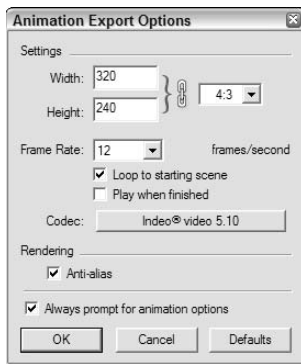 Animation Export Options
Settings
Width: 320
Height: 240
4:3
Frame Rate: 12 frames/second
Loop to starting scene
Play when finished
Codec: Indeo® video 5.10
Rendering
Anti-alias
Always prompt for animation options
OK Cancel Defaults